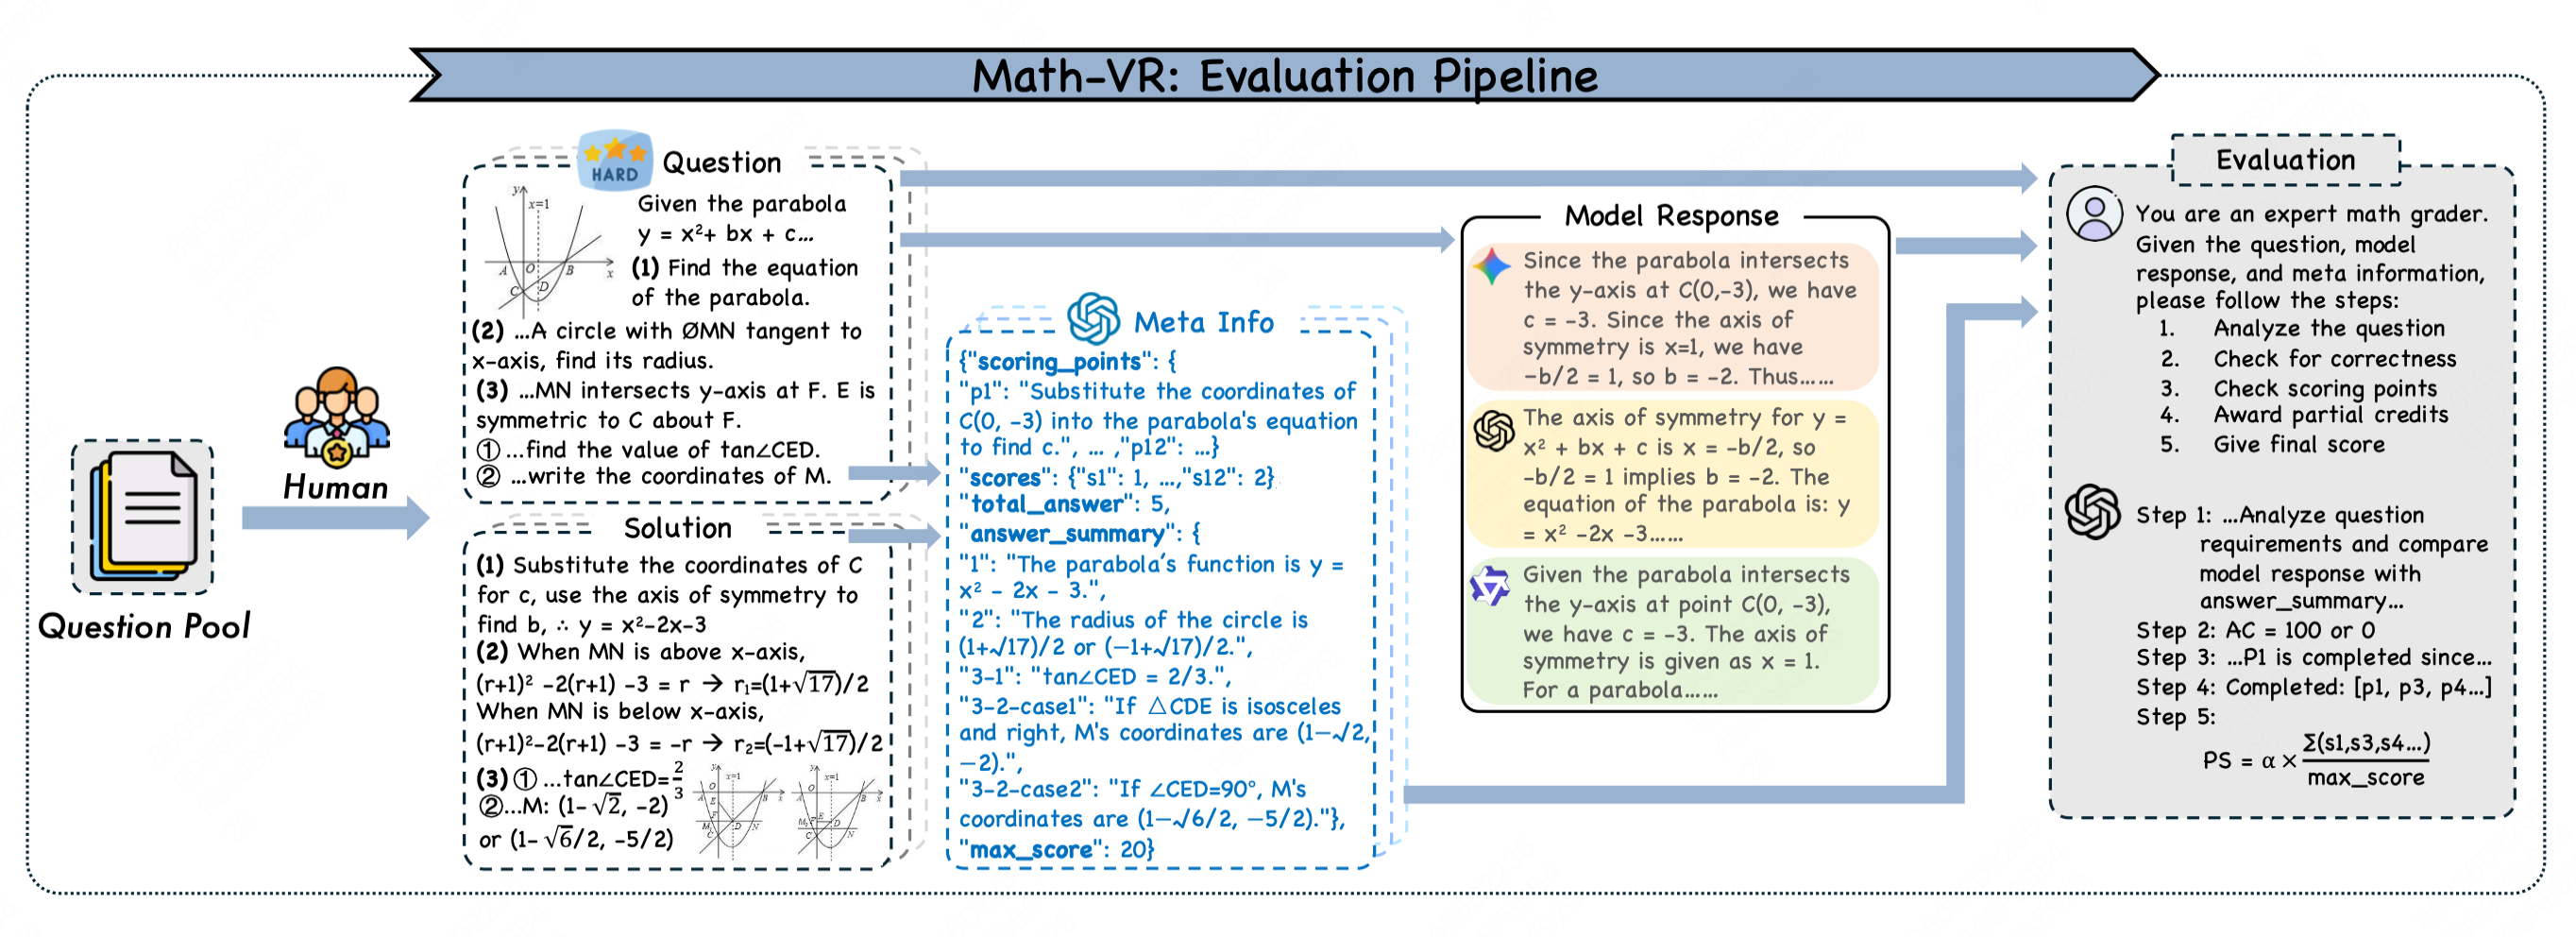 Math-VR: Evaluation Pipeline
Question Pool
Human
HARD
Question
y
x=1
A
O
B
x
C
D
Given the parabola
y = x²+ bx + c...
(1) Find the equation
of the parabola.
(2) ...A circle with ØMN tangent to
x-axis, find its radius.
(3) ...MN intersects y-axis at F. E is
symmetric to C about F.
① ...find the value of tan∠CED.
② ...write the coordinates of M.
Solution
(1) Substitute the coordinates of C
for c, use the axis of symmetry to
find b, ∴ y = x²-2x-3
(2) When MN is above x-axis,
(r+1)² -2(r+1) -3 = r → r₁=(1+√17)/2
When MN is below x-axis,
(r+1)²-2(r+1) -3 = -r → r₂=(-1+√17)/2
(3) ① ...tan∠CED=2/3
②...M: (1- √2, -2)
or (1- √6/2, -5/2)
Meta Info
{"scoring_points": {
"p1": "Substitute the coordinates of
C(0, -3) into the parabola's equation
to find c.", ... ,"p12": ...}
"scores": {"s1": 1, ...,"s12": 2}
"total_answer": 5,
"answer_summary": {
"1": "The parabola's function is y =
x² - 2x - 3.",
"2": "The radius of the circle is
(1+√17)/2 or (−1+√17)/2.",
"3-1": "tan∠CED = 2/3.",
"3-2-case1": "If △CDE is isosceles
and right, M's coordinates are (1−√2,
−2).",
"3-2-case2": "If ∠CED=90°, M's
coordinates are (1−√6/2, −5/2)."},
"max_score": 20}
Model Response
Since the parabola intersects
the y-axis at C(0,-3), we have
c = -3. Since the axis of
symmetry is x=1, we have
-b/2 = 1, so b = -2. Thus......
The axis of symmetry for y =
x² + bx + c is x = -b/2, so
-b/2 = 1 implies b = -2. The
equation of the parabola is: y
= x² -2x -3......
Given the parabola intersects
the y-axis at point C(0, -3),
we have c = -3. The axis of
symmetry is given as x = 1.
For a parabola......
Evaluation
You are an expert math grader.
Given the question, model
response, and meta information,
please follow the steps:
1. Analyze the question
2. Check for correctness
3. Check scoring points
4. Award partial credits
5. Give final score
Step 1: ...Analyze question
requirements and compare
model response with
answer_summary...
Step 2: AC = 100 or 0
Step 3: ...P1 is completed since...
Step 4: Completed: [p1, p3, p4...]
Step 5:
PS = α × Σ(s1,s3,s4...)/max_score